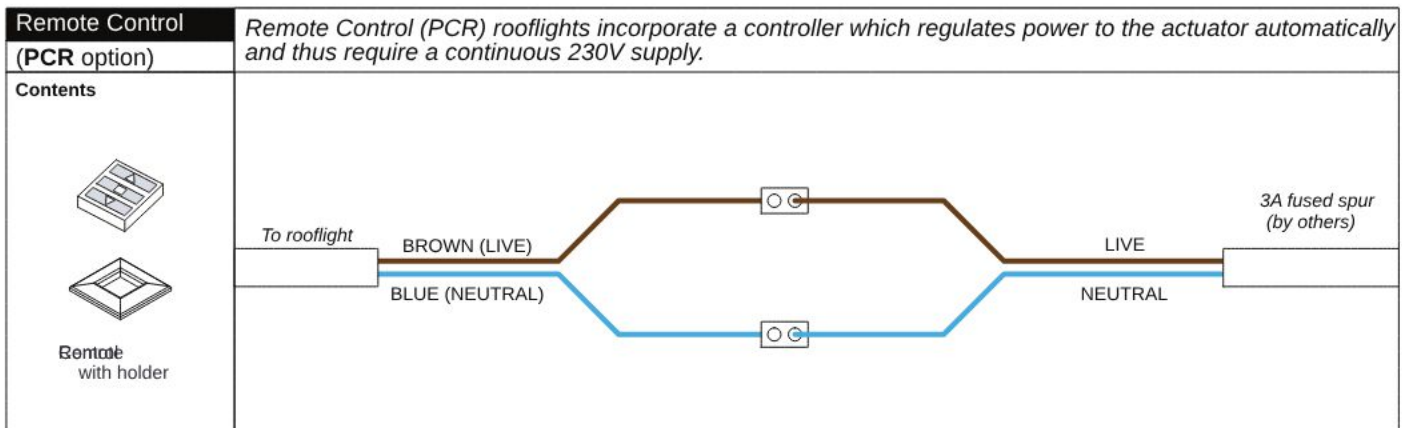 Remote Control
(PCR option)
Remote Control (PCR) rooflights incorporate a controller which regulates power to the actuator automatically
and thus require a continuous 230V supply.
Contents
To rooflight
BROWN (LIVE)
BLUE (NEUTRAL)
LIVE
NEUTRAL
3A fused spur
(by others)
with holder